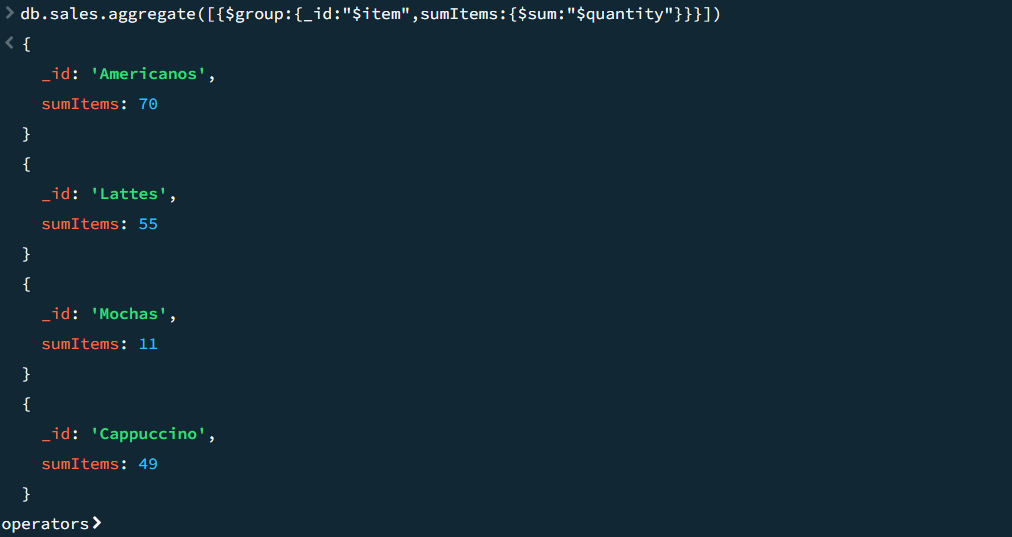 > db.sales.aggregate([{$group:{_id:"$item",sumItems:{$sum:"$quantity"}}}])
< {
_id: 'Americanos',
sumItems: 70
}
{
_id: 'Lattes',
sumItems: 55
}
{
_id: 'Mochas',
sumItems: 11
}
{
_id: 'Cappuccino',
sumItems: 49
}
operators>